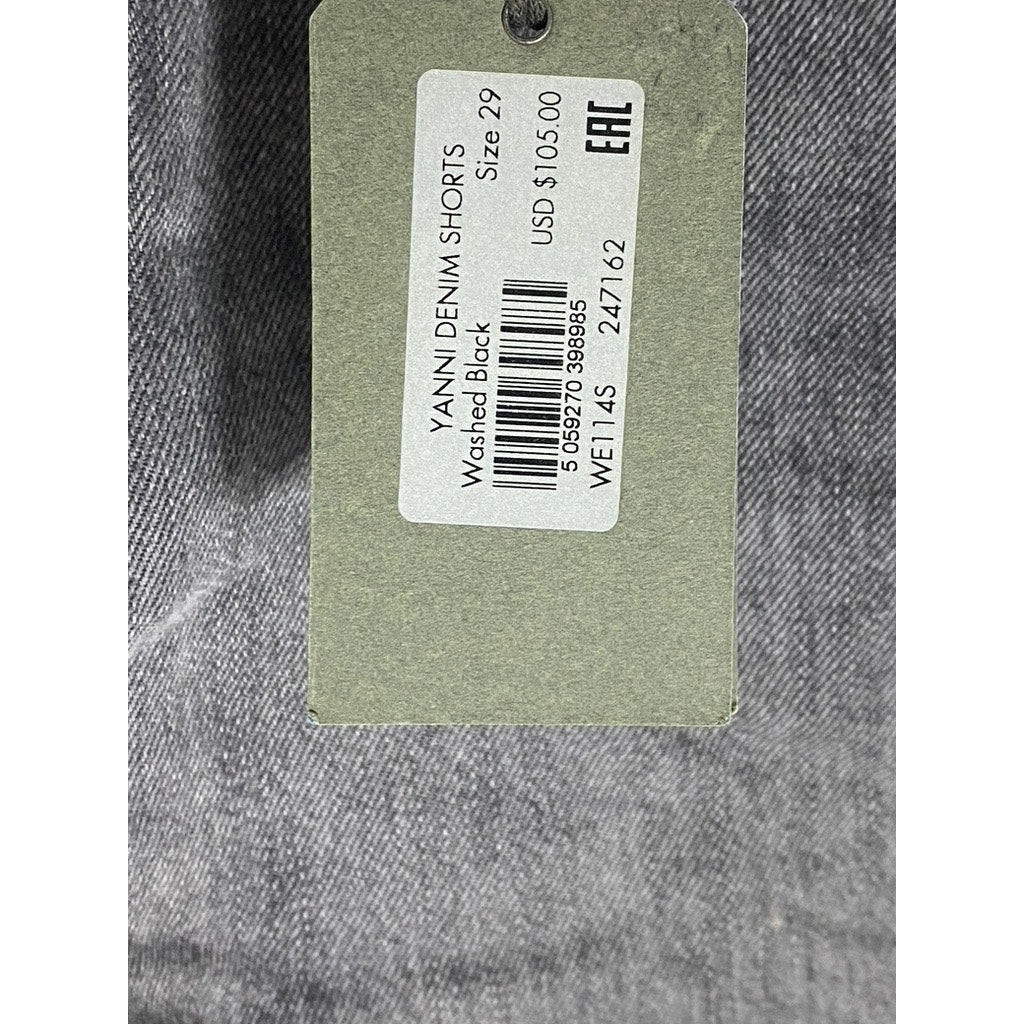 YANNI DENIM SHORTS
Washed Black Size 29
USD $105.00
5 059270 398985
WE114S 247162 EAC